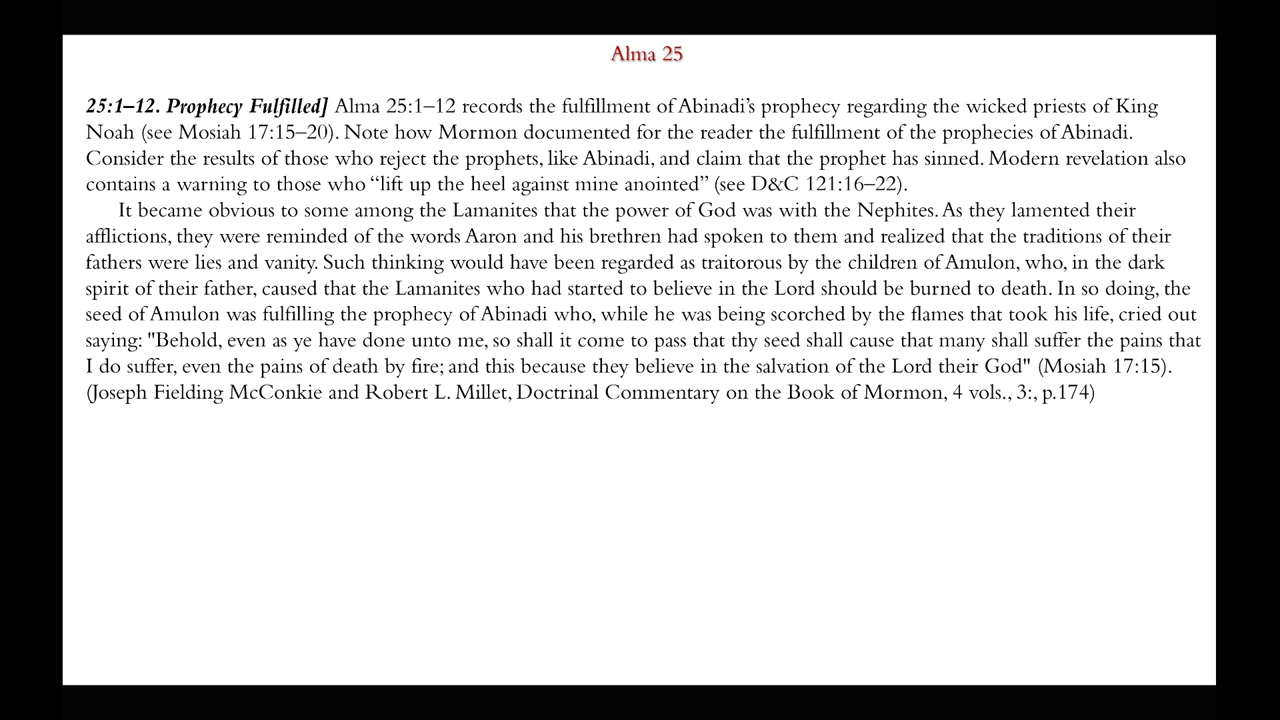 Alma 25
25:1–12. Prophecy Fulfilled] Alma 25:1–12 records the fulfillment of Abinadi’s prophecy regarding the wicked priests of King
Noah (see Mosiah 17:15–20). Note how Mormon documented for the reader the fulfillment of the prophecies of Abinadi.
Consider the results of those who reject the prophets, like Abinadi, and claim that the prophet has sinned. Modern revelation also
contains a warning to those who “lift up the heel against mine anointed” (see D&C 121:16–22).
It became obvious to some among the Lamanites that the power of God was with the Nephites. As they lamented their
afflictions, they were reminded of the words Aaron and his brethren had spoken to them and realized that the traditions of their
fathers were lies and vanity. Such thinking would have been regarded as traitorous by the children of Amulon, who, in the dark
spirit of their father, caused that the Lamanites who had started to believe in the Lord should be burned to death. In so doing, the
seed of Amulon was fulfilling the prophecy of Abinadi who, while he was being scorched by the flames that took his life, cried out
saying: "Behold, even as ye have done unto me, so shall it come to pass that thy seed shall cause that many shall suffer the pains that
I do suffer, even the pains of death by fire; and this because they believe in the salvation of the Lord their God" (Mosiah 17:15).
(Joseph Fielding McConkie and Robert L. Millet, Doctrinal Commentary on the Book of Mormon, 4 vols., 3:, p.174)